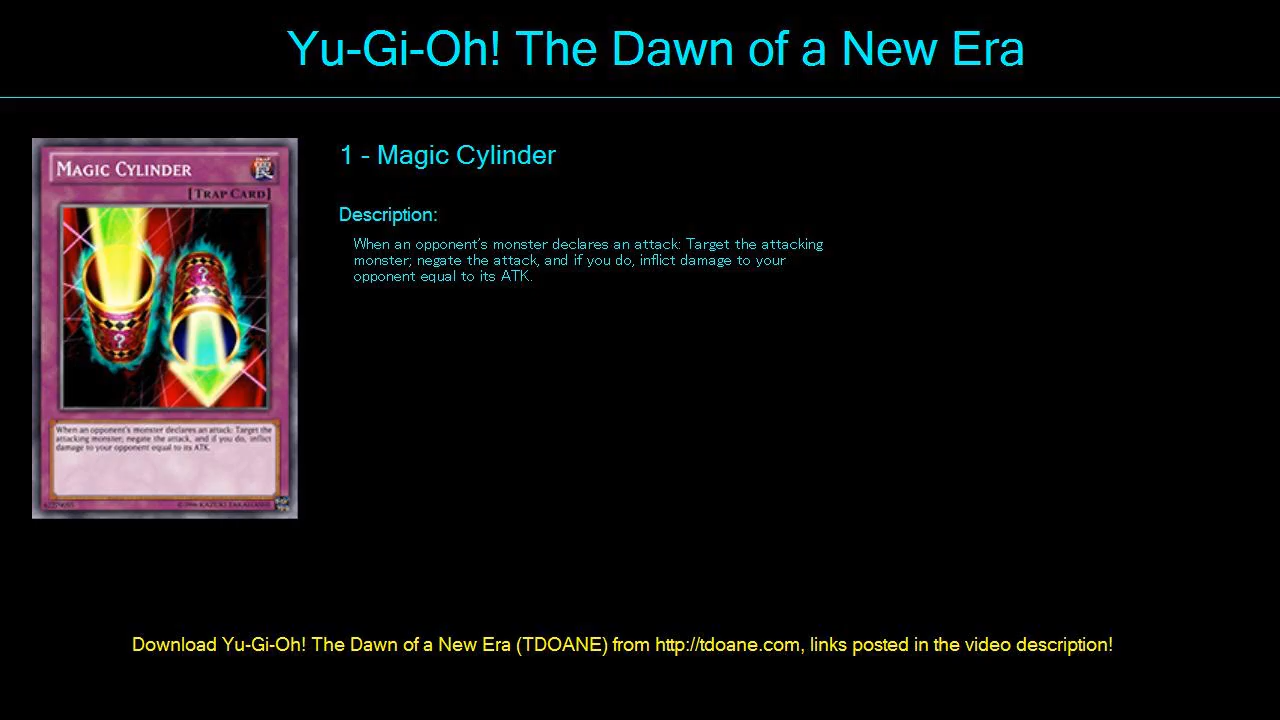 Yu-Gi-Oh! The Dawn of a New Era
MAGIC CYLINDER
罠
[TRAP CARD]
?
?
When an opponent's monster declares an attack: Target the
attacking monster; negate the attack, and if you do, inflict
damage to your opponent equal to its ATK.
©1996 KAZUKI TAKAHASHI
1 - Magic Cylinder
Description:
When an opponent's monster declares an attack: Target the attacking
monster; negate the attack, and if you do, inflict damage to your
opponent equal to its ATK.
Download Yu-Gi-Oh! The Dawn of a New Era (TDOANE) from http://tdoane.com, links posted in the video description!